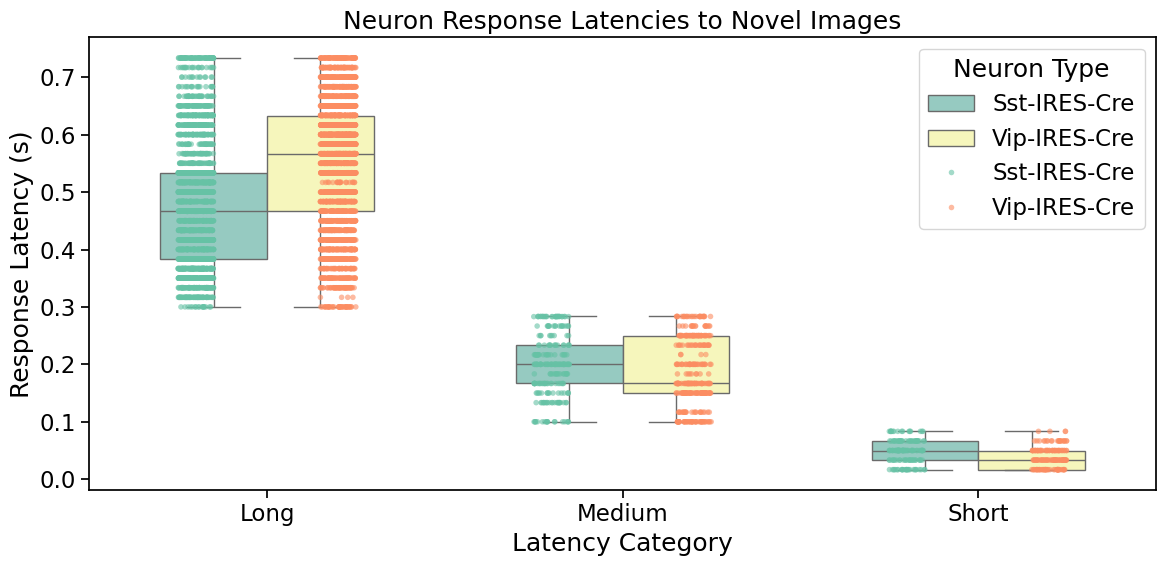 Neuron Response Latencies to Novel Images
Response Latency (s)
0.7
0.6
0.5
0.4
0.3
0.2
0.1
0.0
Neuron Type
Sst-IRES-Cre
Vip-IRES-Cre
Sst-IRES-Cre
Vip-IRES-Cre
Long
Medium
Short
Latency Category